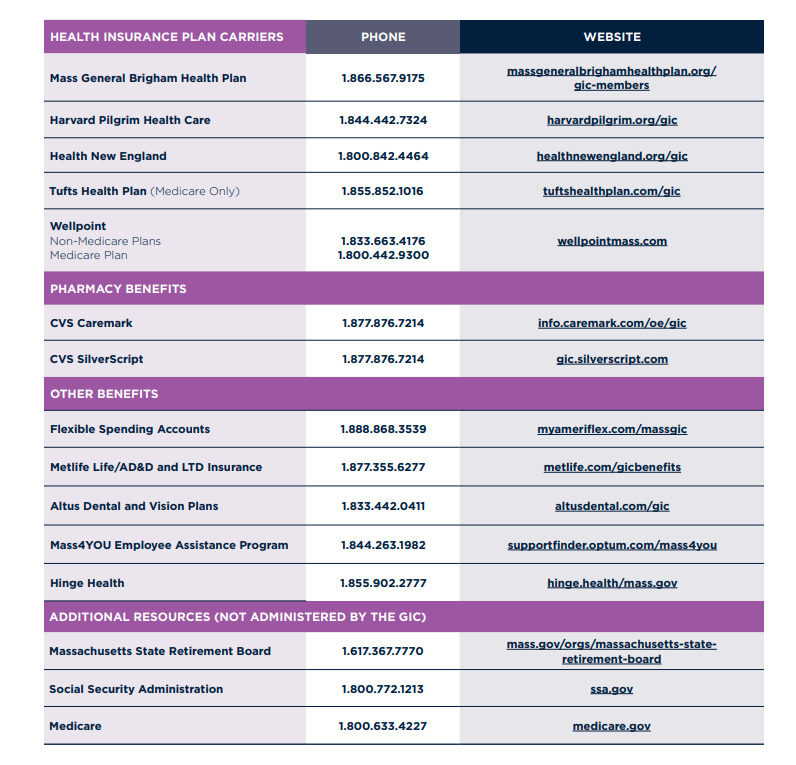 HEALTH INSURANCE PLAN CARRIERS PHONE WEBSITE
Mass General Brigham Health Plan 1.866.567.9175 massgeneralbrighamhealthplan.org/
gic-members
Harvard Pilgrim Health Care 1.844.442.7324 harvardpilgrim.org/gic
Health New England 1.800.842.4464 healthnewengland.org/gic
Tufts Health Plan (Medicare Only) 1.855.852.1016 tuftshealthplan.com/gic
Wellpoint
Non-Medicare Plans 1.833.663.4176 wellpointmass.com
Medicare Plan 1.800.442.9300
PHARMACY BENEFITS
CVS Caremark 1.877.876.7214 info.caremark.com/oe/gic
CVS SilverScript 1.877.876.7214 gic.silverscript.com
OTHER BENEFITS
Flexible Spending Accounts 1.888.868.3539 myameriflex.com/massgic
Metlife Life/AD&D and LTD Insurance 1.877.355.6277 metlife.com/gicbenefits
Altus Dental and Vision Plans 1.833.442.0411 altusdental.com/gic
Mass4YOU Employee Assistance Program 1.844.263.1982 supportfinder.optum.com/mass4you
Hinge Health 1.855.902.2777 hinge.health/mass.gov
ADDITIONAL RESOURCES (NOT ADMINISTERED BY THE GIC)
Massachusetts State Retirement Board 1.617.367.7770 mass.gov/orgs/massachusetts-state-
retirement-board
Social Security Administration 1.800.772.1213 ssa.gov
Medicare 1.800.633.4227 medicare.gov